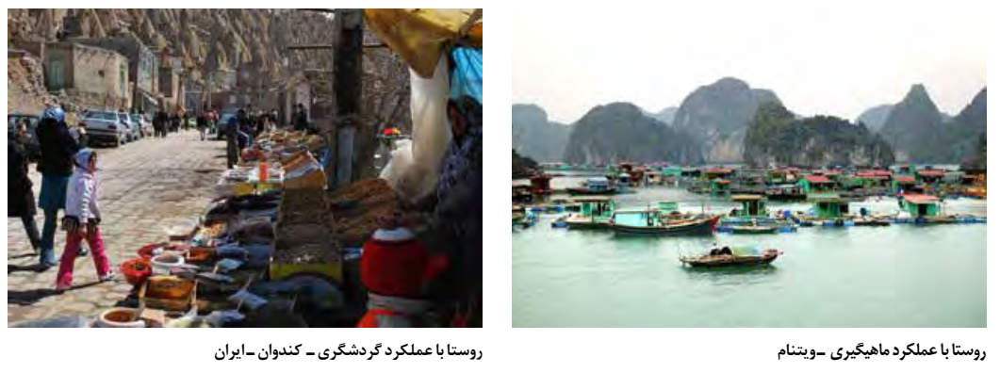 روستا با عملکرد ماهیگیری ـ ویتنام
روستا با عملکرد گردشگری ـ کندوان ـ ایران